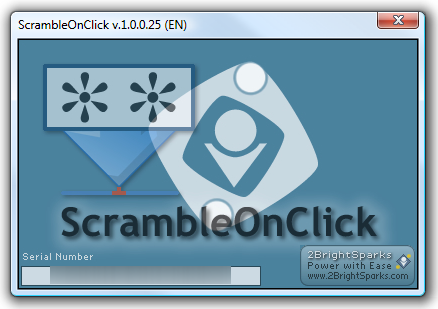 ScrambleOnClick v.1.0.0.25 (EN)
* *
ScrambleOnClick
Serial Number
2BrightSparks
Power with Ease
www.2BrightSparks.com